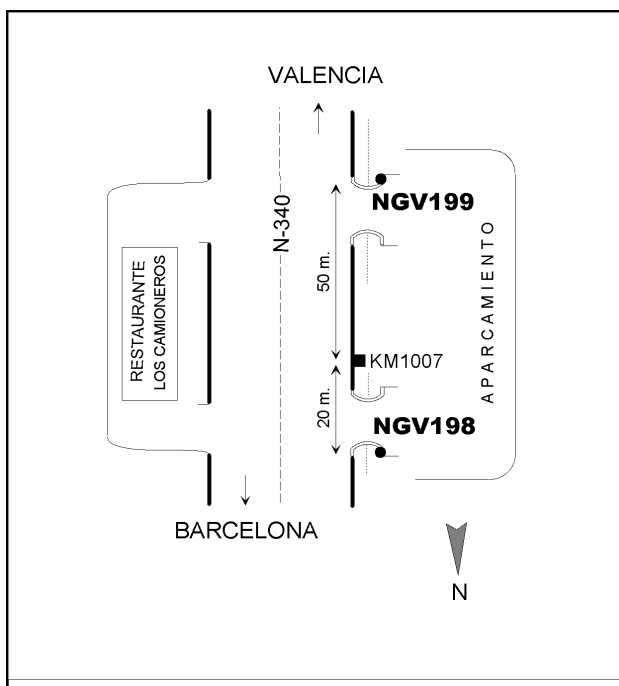 VALENCIA
N-340
NGV199
50 m.
APARCAMIENTO
RESTAURANTE
LOS CAMIONEROS
KM1007
20 m.
NGV198
BARCELONA
N